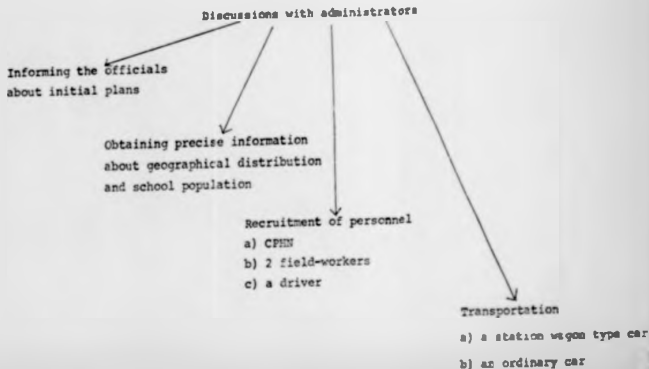 Discussions with administrators
Informing the officials
about initial plans
Obtaining precise information
about geographical distribution
and school population
Recruitment of personnel
a) CPHN
b) 2 field-workers
c) a driver
Transportation
a) a station wagon type car
b) an ordinary car